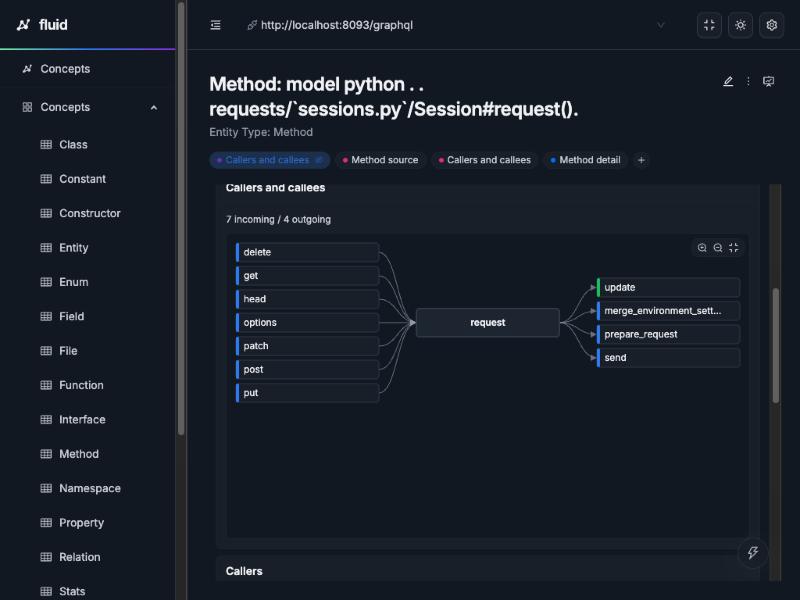 fluid
http://localhost:8093/graphql
Concepts
Concepts
Class
Constant
Constructor
Entity
Enum
Field
File
Function
Interface
Method
Namespace
Property
Relation
Stats
Method: model python . .
requests/`sessions.py`/Session#request().
Entity Type: Method
Callers and callees
Method source
Callers and callees
Method detail
+
Callers and callees
7 incoming / 4 outgoing
delete
get
head
options
patch
post
put
request
update
merge_environment_sett...
prepare_request
send
Callers